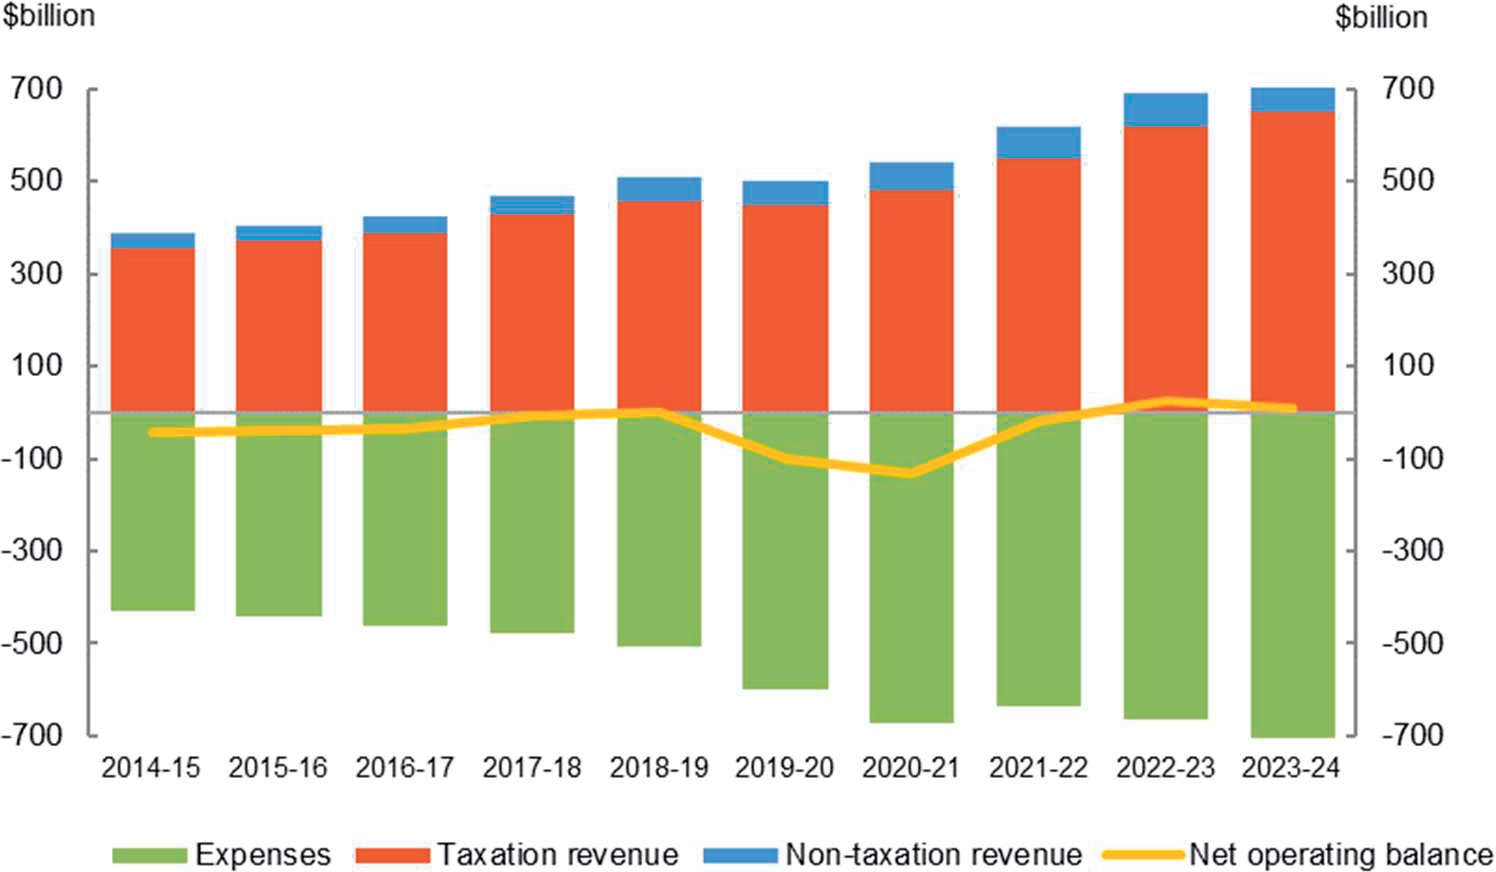 $billion $billion
700 700
500 500
300 300
100 100
-100 -100
-300 -300
-500 -500
-700 -700
2014-15 2015-16 2016-17 2017-18 2018-19 2019-20 2020-21 2021-22 2022-23 2023-24
Expenses Taxation revenue Non-taxation revenue Net operating balance